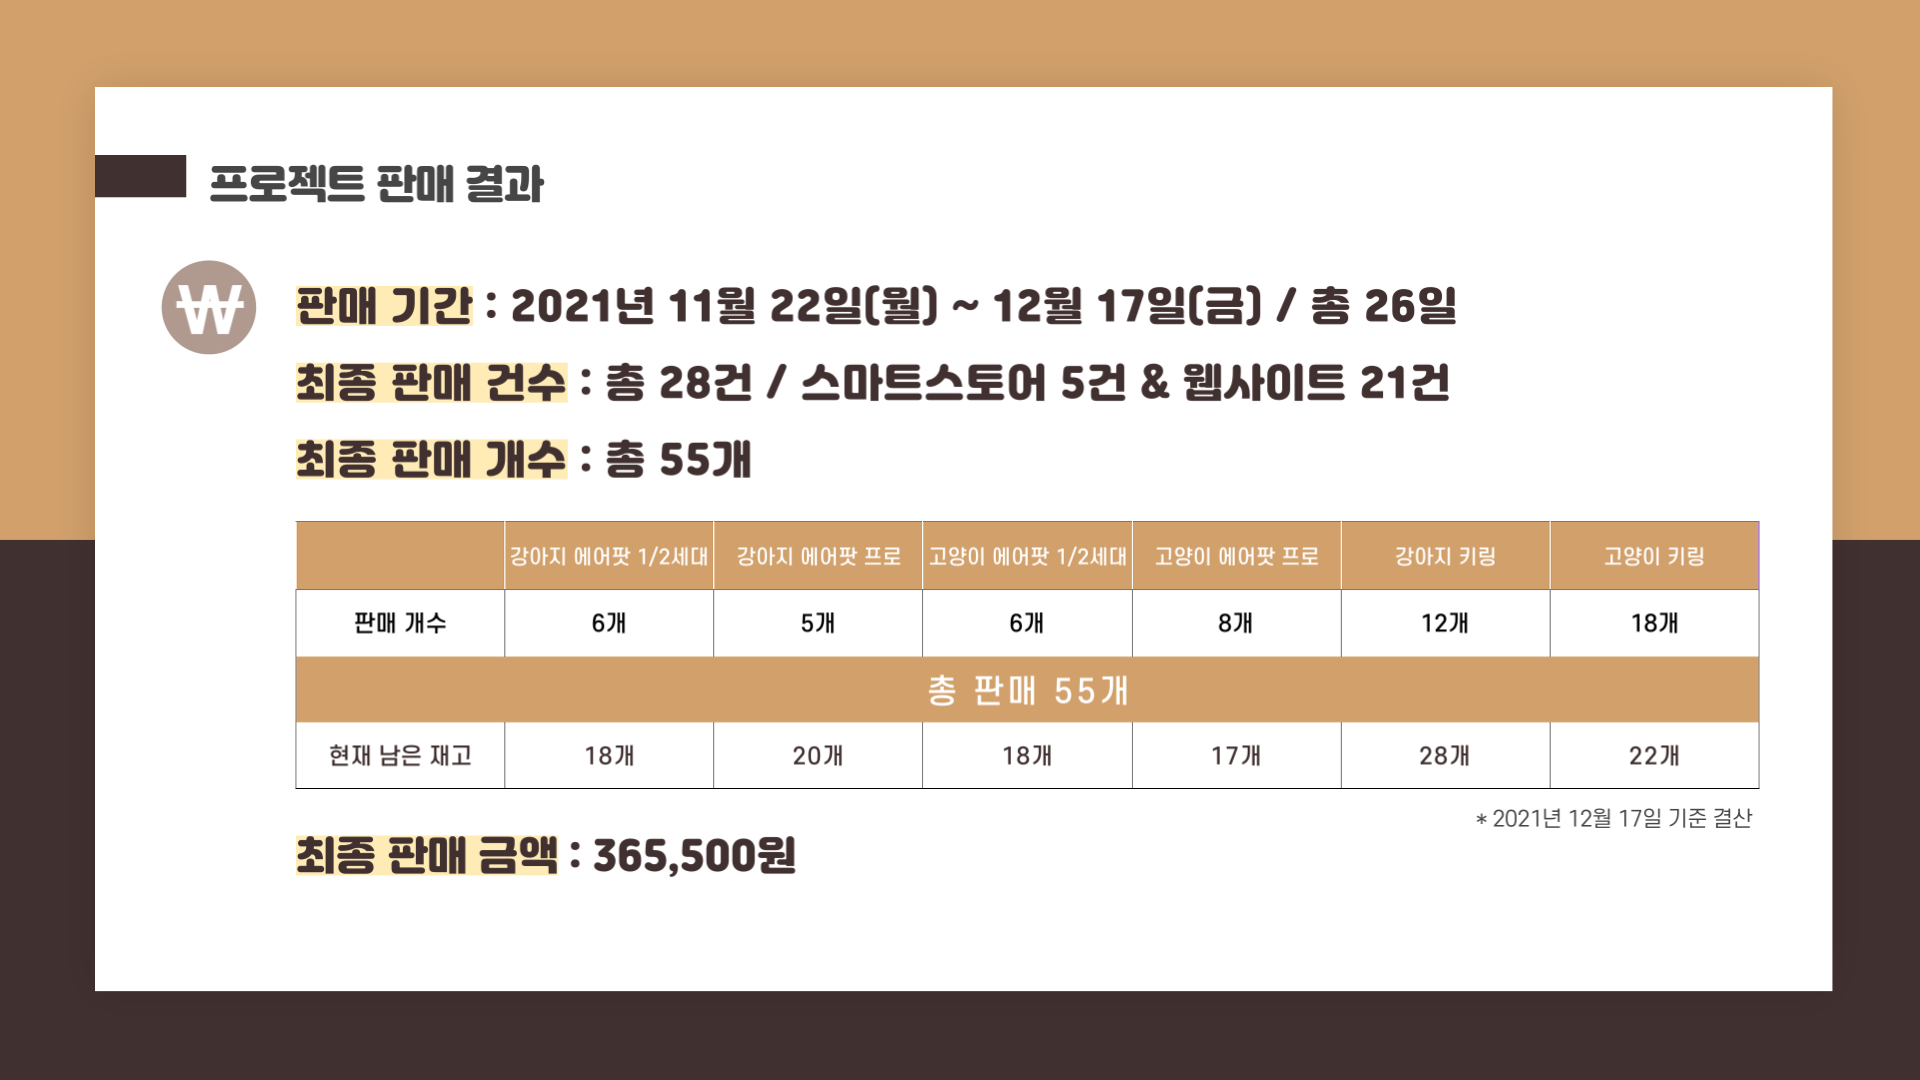 프로젝트 판매 결과
₩
판매 기간 : 2021년 11월 22일(월) ~ 12월 17일(금) / 총 26일
최종 판매 건수 : 총 28건 / 스마트스토어 5건 & 웹사이트 21건
최종 판매 개수 : 총 55개
강아지 에어팟 1/2세대 강아지 에어팟 프로 고양이 에어팟 1/2세대 고양이 에어팟 프로 강아지 키링 고양이 키링
판매 개수 6개 5개 6개 8개 12개 18개
총 판매 55개
현재 남은 재고 18개 20개 18개 17개 28개 22개
* 2021년 12월 17일 기준 결산
최종 판매 금액 : 365,500원